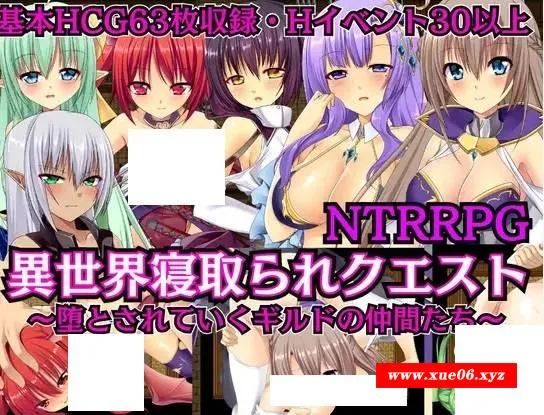 基本HCG63枚収録・Hイベント30以上
NTRRPG
異世界寝取られクエスト
～堕とされていくギルドの仲間たち～
www.xue06.xyz